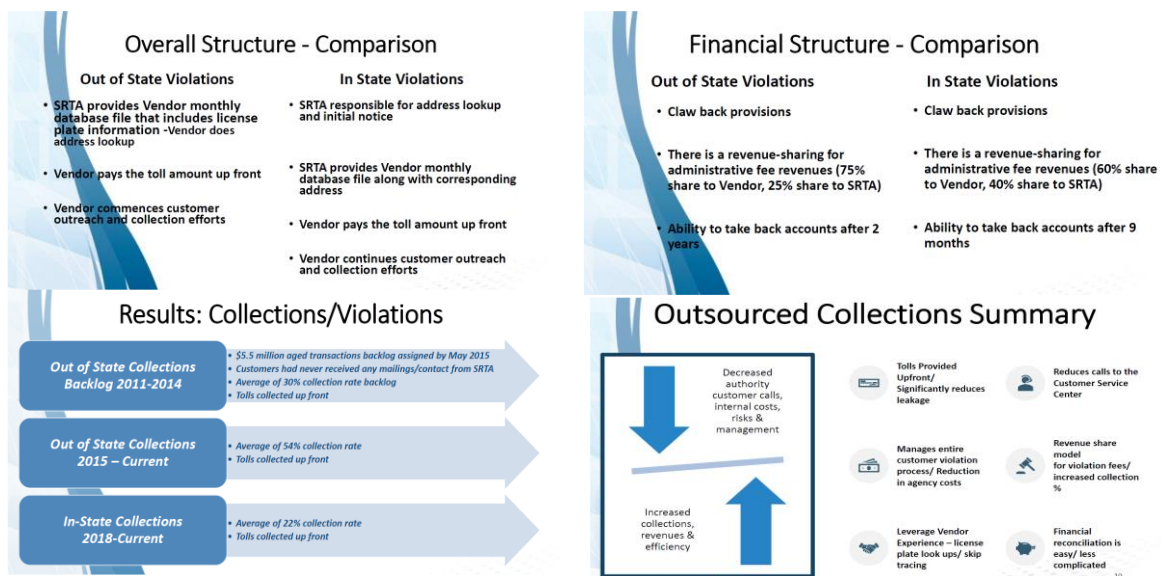 Overall Structure - Comparison
Out of State Violations
• SRTA provides Vendor monthly
database file that includes license
plate information -Vendor does
address lookup
• Vendor pays the toll amount up front
• Vendor commences customer
outreach and collection efforts
In State Violations
• SRTA responsible for address lookup
and initial notice
• SRTA provides Vendor monthly
database file along with corresponding
address
• Vendor pays the toll amount up front
• Vendor continues customer outreach
and collection efforts
Financial Structure - Comparison
Out of State Violations
• Claw back provisions
• There is a revenue-sharing for
administrative fee revenues (75%
share to Vendor, 25% share to SRTA)
• Ability to take back accounts after 2
years
In State Violations
• Claw back provisions
• There is a revenue-sharing for
administrative fee revenues (60% share
to Vendor, 40% share to SRTA)
• Ability to take back accounts after 9
months
Results: Collections/Violations
Out of State Collections
Backlog 2011-2014
• $5.5 million aged transactions backlog assigned by May 2015
• Customers had never received any mailings/contact from SRTA
• Average of 30% collection rate backlog
• Tolls collected up front
Out of State Collections
2015 – Current
• Average of 54% collection rate
• Tolls collected up front
In-State Collections
2018-Current
• Average of 22% collection rate
• Tolls collected up front
Outsourced Collections Summary
Decreased
authority
customer calls,
internal costs,
risks &
management
Increased
collections,
revenues &
efficiency
Tolls Provided
Upfront/
Significantly reduces
leakage
Reduces calls to the
Customer Service
Center
Manages entire
customer violation
process/ Reduction
in agency costs
Revenue share
model
for violation fees/
increased collection
%
Leverage Vendor
Experience – license
plate look ups/ skip
tracing
Financial
reconciliation is
easy/ less
complicated